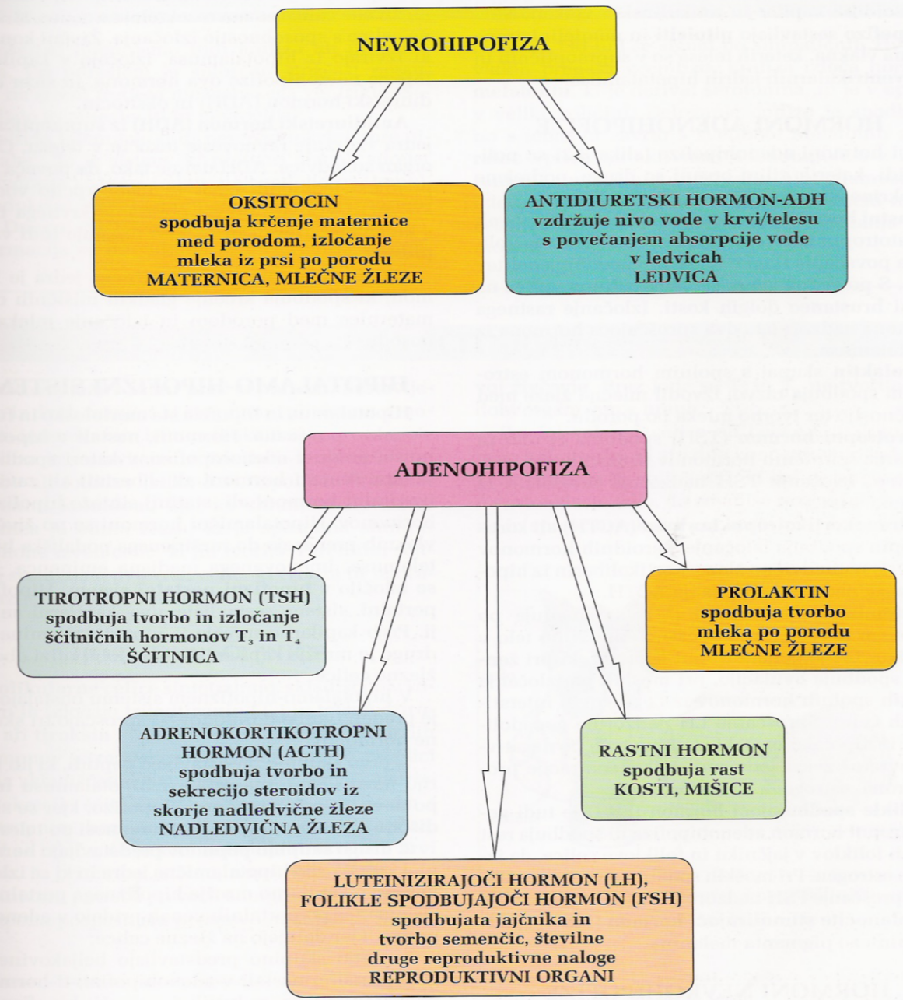 NEVROHIPOFIZA
OKSITOCIN
spodbuja krčenje maternice
med porodom, izločanje
mleka iz prsi po porodu
MATERNICA, MLEČNE ŽLEZE
ANTIDIURETSKI HORMON-ADH
vzdržuje nivo vode v krvi/telesu
s povečanjem absorpcije vode
v ledvicah
LEDVICA
ADENOHIPOFIZA
TIROTROPNI HORMON (TSH)
spodbuja tvorbo in izločanje
ščitničnih hormonov T₃ in T₄
ŠČITNICA
PROLAKTIN
spodbuja tvorbo
mleka po porodu
MLEČNE ŽLEZE
ADRENOKORTIKOTROPNI
HORMON (ACTH)
spodbuja tvorbo in
sekrecijo steroidov iz
skorje nadledvične žleze
NADLEDVIČNA ŽLEZA
RASTNI HORMON
spodbuja rast
KOSTI, MIŠICE
LUTEINIZIRAJOČI HORMON (LH),
FOLIKLE SPODBUJAJOČI HORMON (FSH)
spodbujata jajčnika in
tvorbo semenčic, številne
druge reproduktivne naloge
REPRODUKTIVNI ORGANI